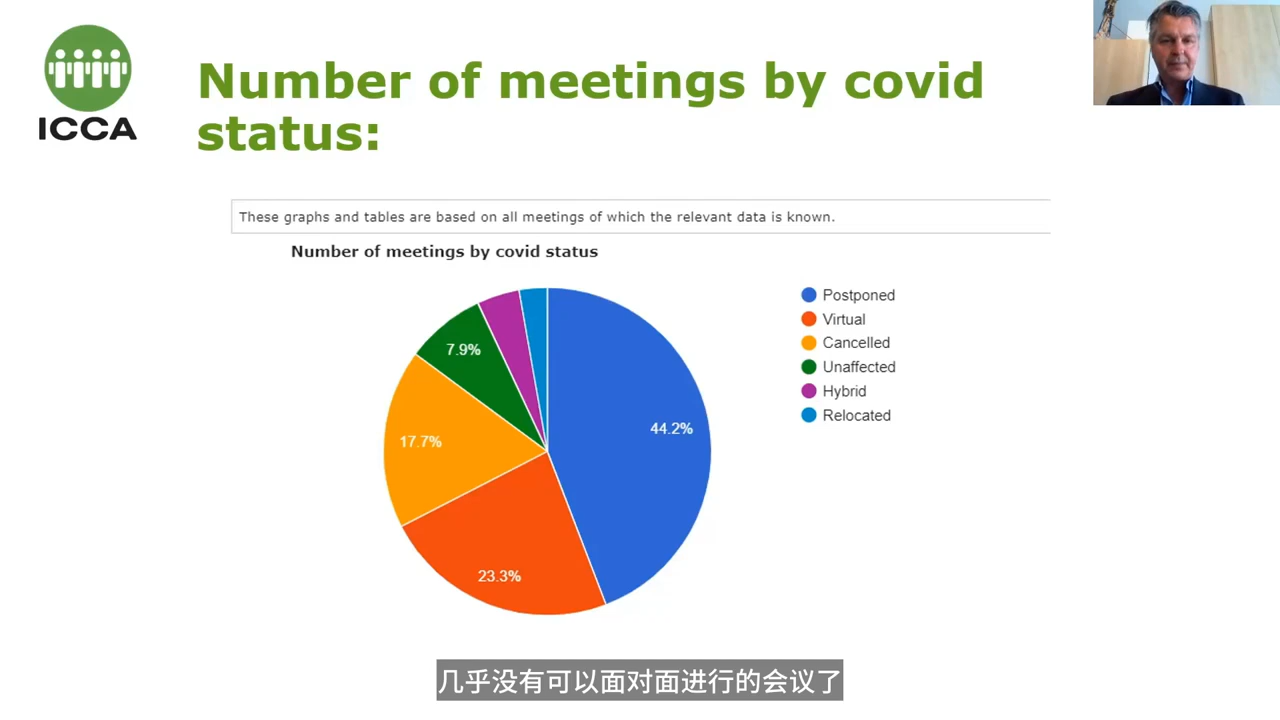 ICCA
Number of meetings by covid
status:
These graphs and tables are based on all meetings of which the relevant data is known.
Number of meetings by covid status
44.2%
23.3%
17.7%
7.9%
Postponed
Virtual
Cancelled
Unaffected
Hybrid
Relocated
几乎没有可以面对面进行的会议了